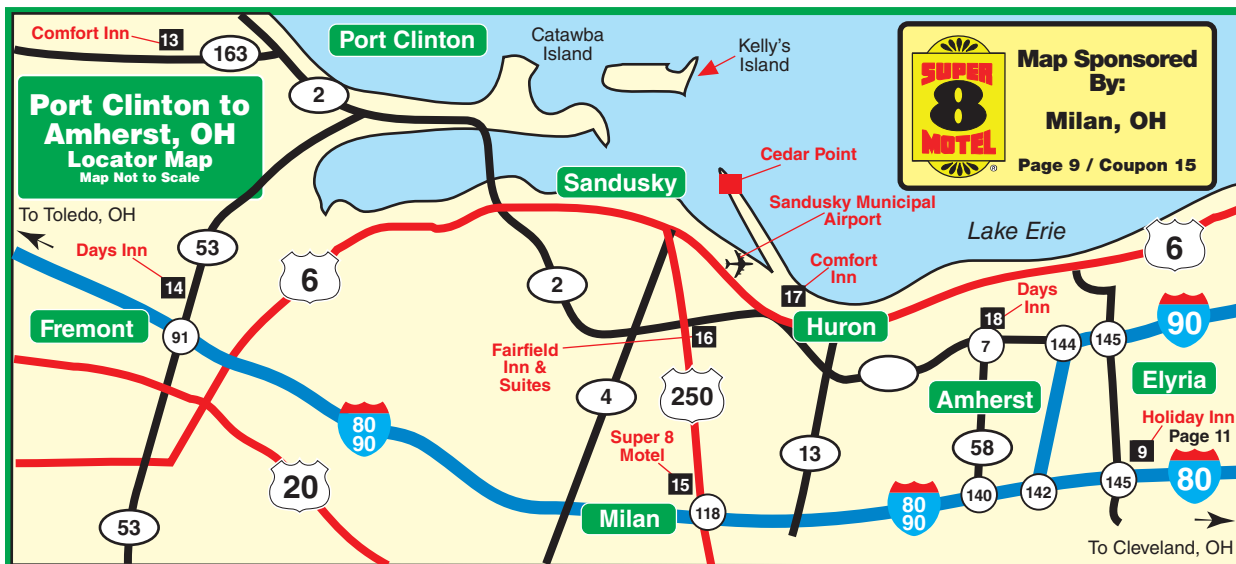 Comfort Inn
13
163
Port Clinton
Catawba
Island
Kelly's
Island
SUPER
8
MOTEL
®
Map Sponsored
By:
Milan, OH
Page 9 / Coupon 15
Port Clinton to
Amherst, OH
Locator Map
Map Not to Scale
2
To Toledo, OH
Days Inn
14
53
6
Fremont
91
Sandusky
Cedar Point
Sandusky Municipal
Airport
Lake Erie
6
Comfort
Inn
17
2
Huron
Days
Inn
18
7
144
145
90
Fairfield
Inn &
Suites
16
250
4
Amherst
Elyria
Holiday Inn
Page 11
9
80
90
Super 8
Motel
15
13
58
20
53
Milan
118
80
90
140
142
145
80
To Cleveland, OH